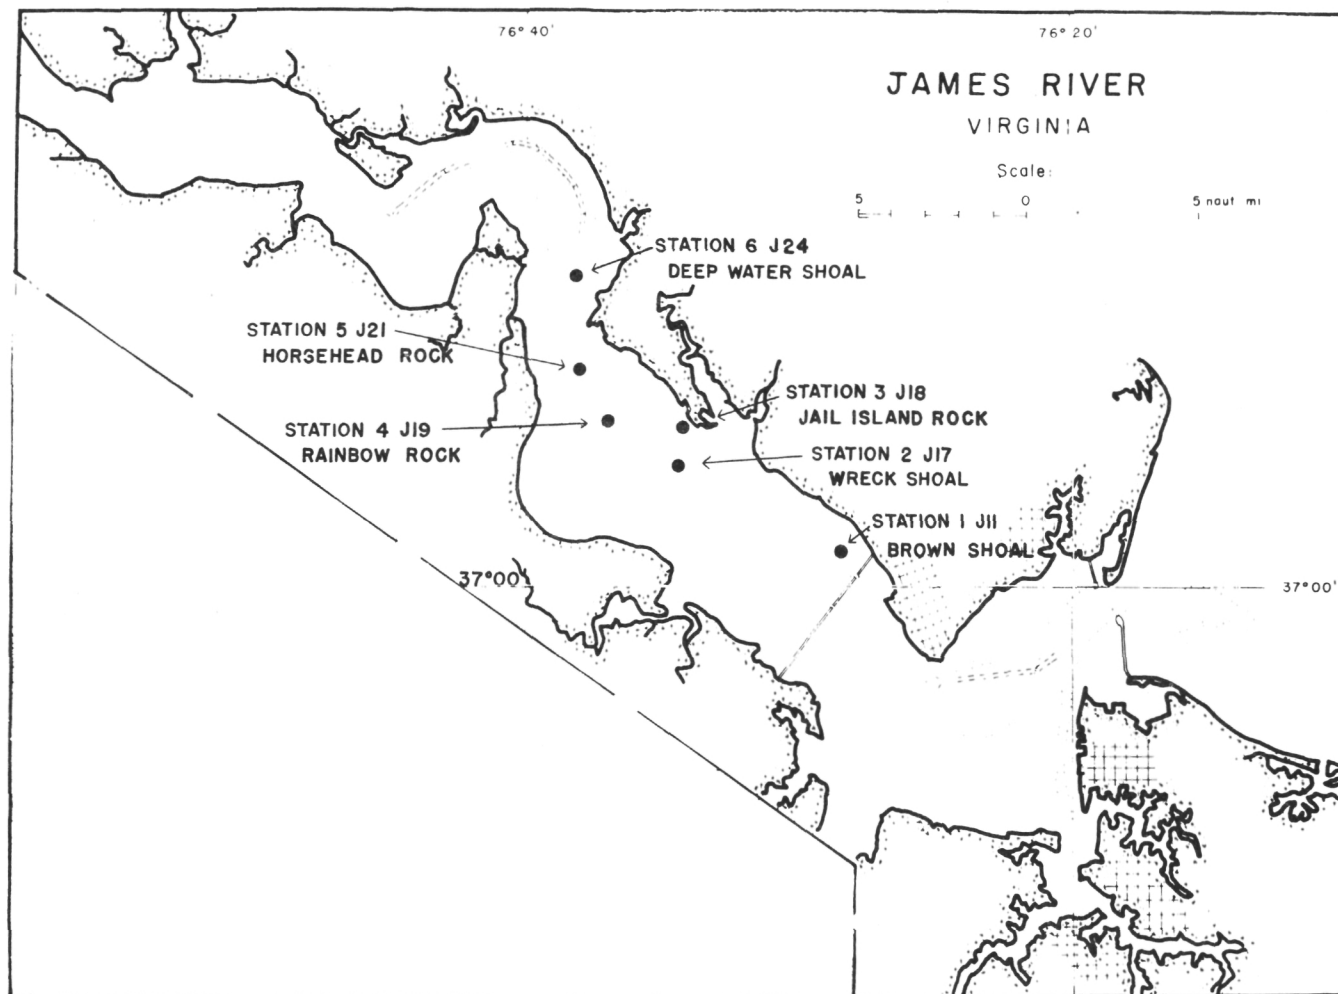 76° 40'
76° 20'
JAMES RIVER
VIRGINIA
Scale:
5 0 5 naut mi
STATION 6 J24
DEEP WATER SHOAL
STATION 5 J21
HORSEHEAD ROCK
STATION 3 J18
JAIL ISLAND ROCK
STATION 4 J19
RAINBOW ROCK
STATION 2 J17
WRECK SHOAL
STATION 1 J11
BROWN SHOAL
37°00'
37°00'